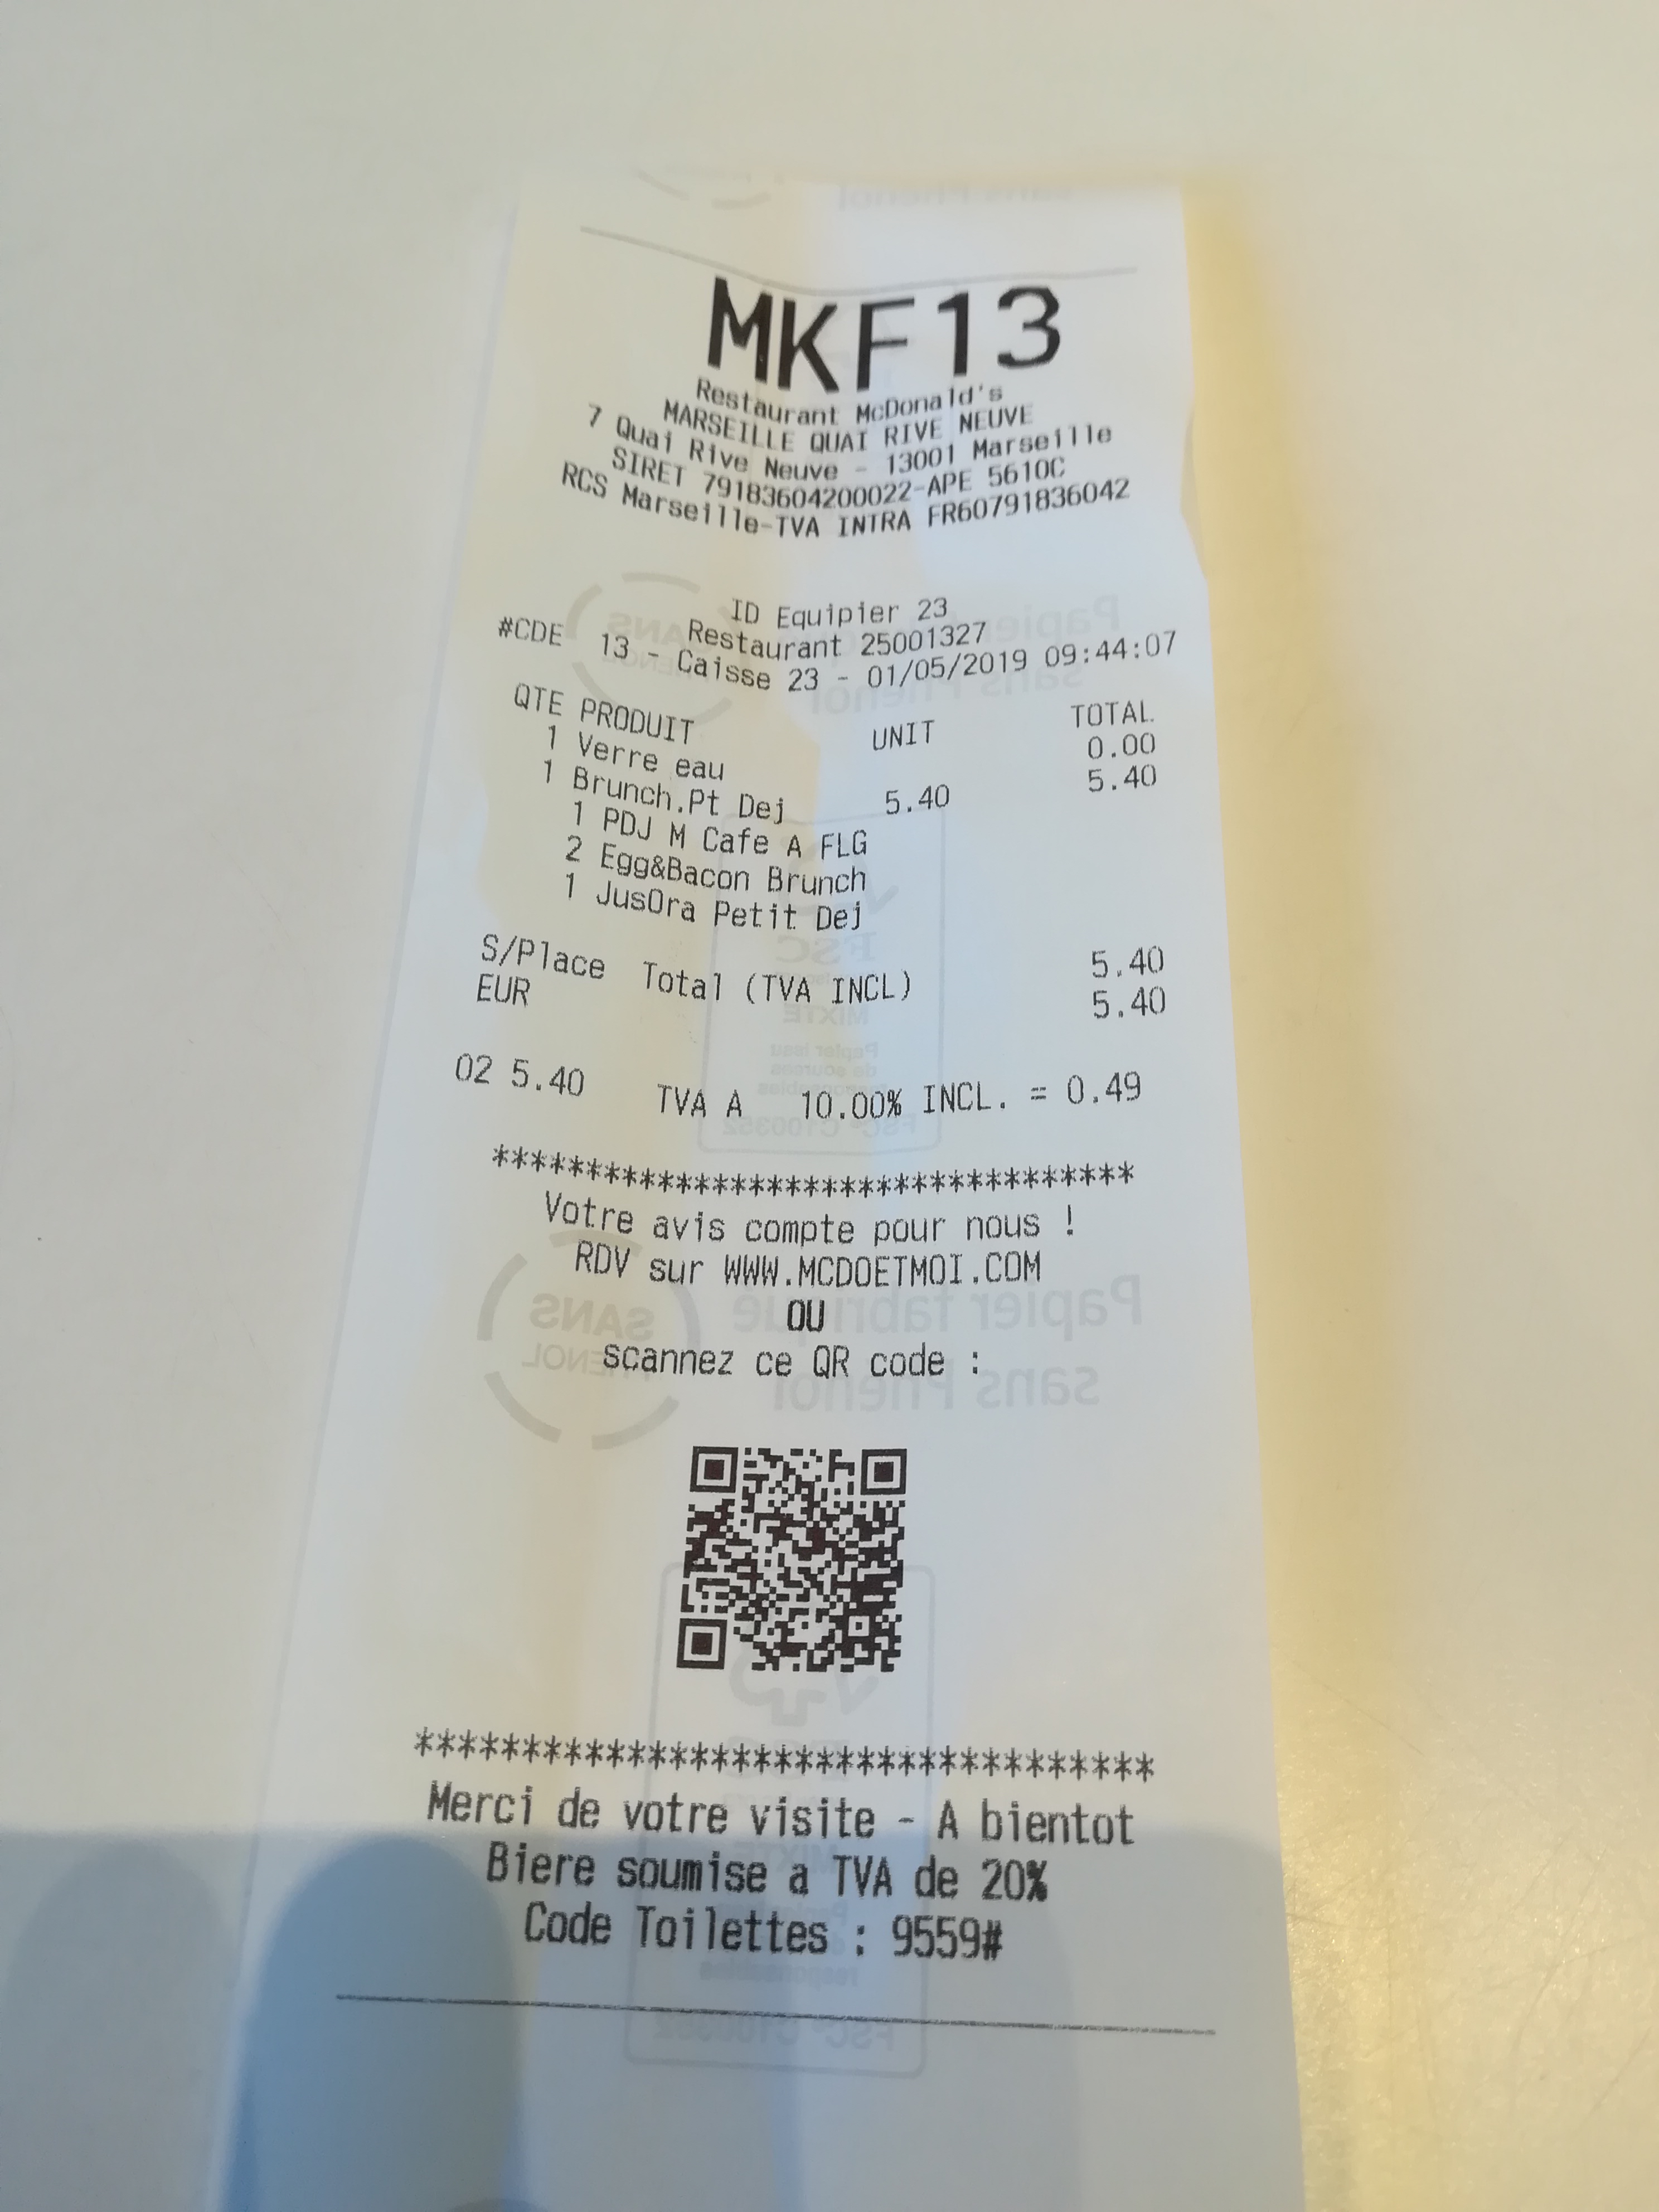 MKF13
Restaurant McDonald's
MARSEILLE QUAI RIVE NEUVE
7 Quai Rive Neuve - 13001 Marseille
SIRET 79183604200022-APE 5610C
RCS Marseille-TVA INTRA FR60791836042
ID Equipier 23
Restaurant 25001327
#CDE 13 - Caisse 23 - 01/05/2019 09:44:07
QTE PRODUIT UNIT TOTAL
1 Verre eau 0.00
1 Brunch.Pt Dej 5.40 5.40
1 PDJ M Cafe A FLG
2 Egg&Bacon Brunch
1 JusOra Petit Dej
S/Place Total (TVA INCL) 5.40
EUR 5.40
02 5.40 TVA A 10.00% INCL. = 0.49
***********************************
Votre avis compte pour nous !
RDV sur WWW.MCDOETMOI.COM
OU
scannez ce QR code :
***********************************
Merci de votre visite - A bientot
Biere soumise a TVA de 20%
Code Toilettes : 9559#